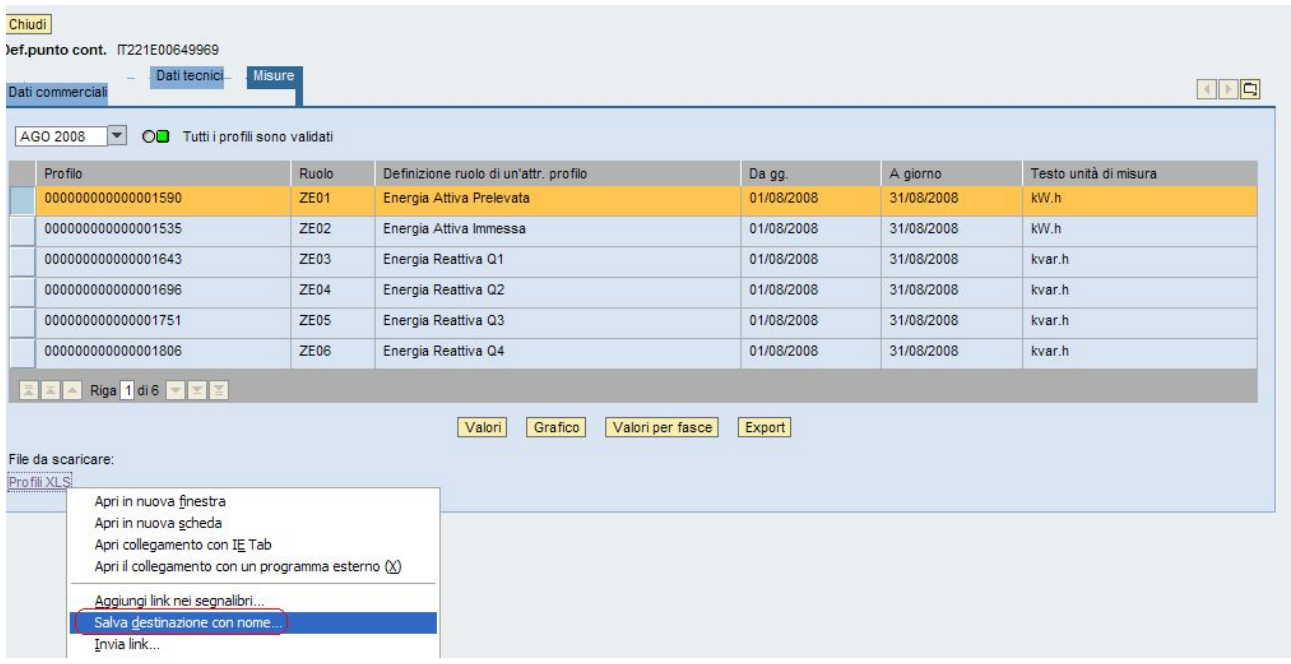 Chiudi
Def.punto cont. IT221E00649969
Dati commerciali Dati tecnici Misure
AGO 2008 Tutti i profili sono validati
Profilo Ruolo Definizione ruolo di un'attr. profilo Da gg. A giorno Testo unità di misura
000000000000001590 ZE01 Energia Attiva Prelevata 01/08/2008 31/08/2008 kW.h
000000000000001535 ZE02 Energia Attiva Immessa 01/08/2008 31/08/2008 kW.h
000000000000001643 ZE03 Energia Reattiva Q1 01/08/2008 31/08/2008 kvar.h
000000000000001696 ZE04 Energia Reattiva Q2 01/08/2008 31/08/2008 kvar.h
000000000000001751 ZE05 Energia Reattiva Q3 01/08/2008 31/08/2008 kvar.h
000000000000001806 ZE06 Energia Reattiva Q4 01/08/2008 31/08/2008 kvar.h
Riga 1 di 6
Valori Grafico Valori per fasce Export
File da scaricare:
Profili XLS
Apri in nuova finestra
Apri in nuova scheda
Apri collegamento con IE Tab
Apri il collegamento con un programma esterno (X)
Aggiungi link nei segnalibri...
Salva destinazione con nome...
Invia link...